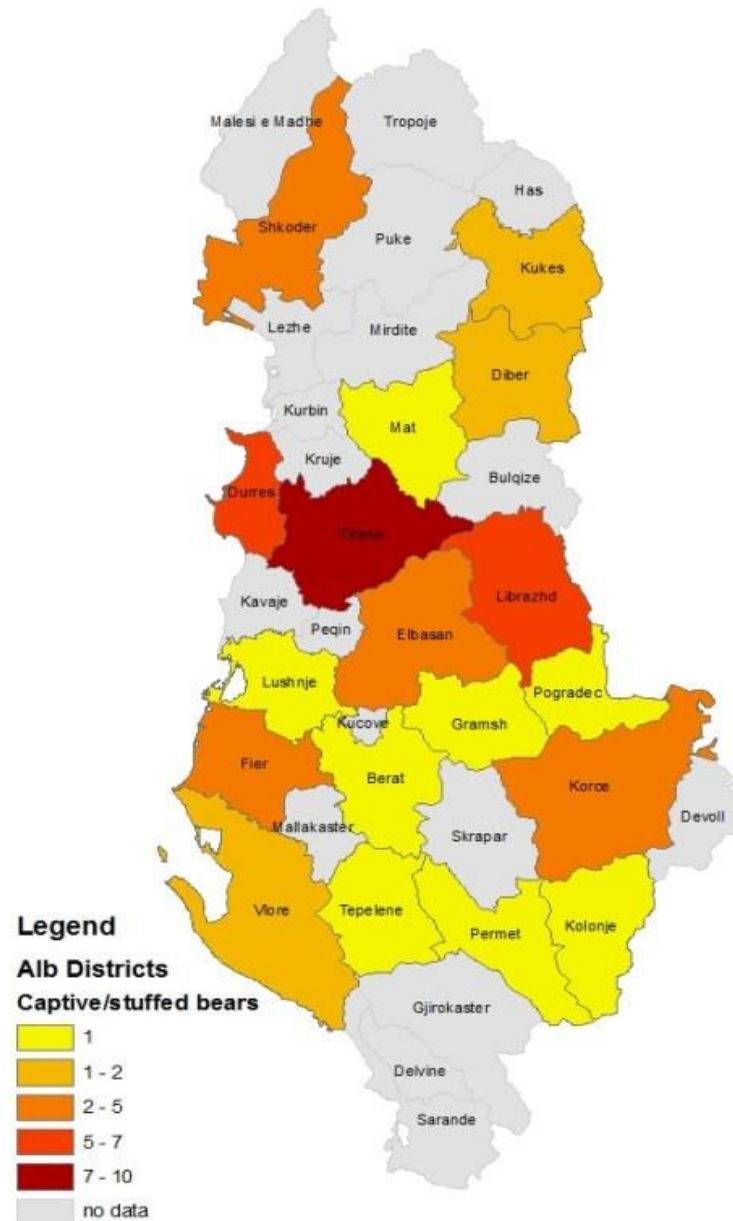 Malesi e Madhe
Tropoje
Has
Shkoder
Puke
Kukes
Lezhe
Mirdite
Diber
Kurbin
Mat
Kruje
Bulqize
Durres
Tirane
Librazhd
Kavaje
Peqin
Elbasan
Lushnje
Pogradec
Kucove
Gramsh
Fier
Berat
Korce
Devoll
Mallakaster
Skrapar
Vlore
Tepelene
Permet
Kolonje
Gjirokaster
Delvine
Sarande
Legend
Alb Districts
Captive/stuffed bears
1
1 - 2
2 - 5
5 - 7
7 - 10
no data